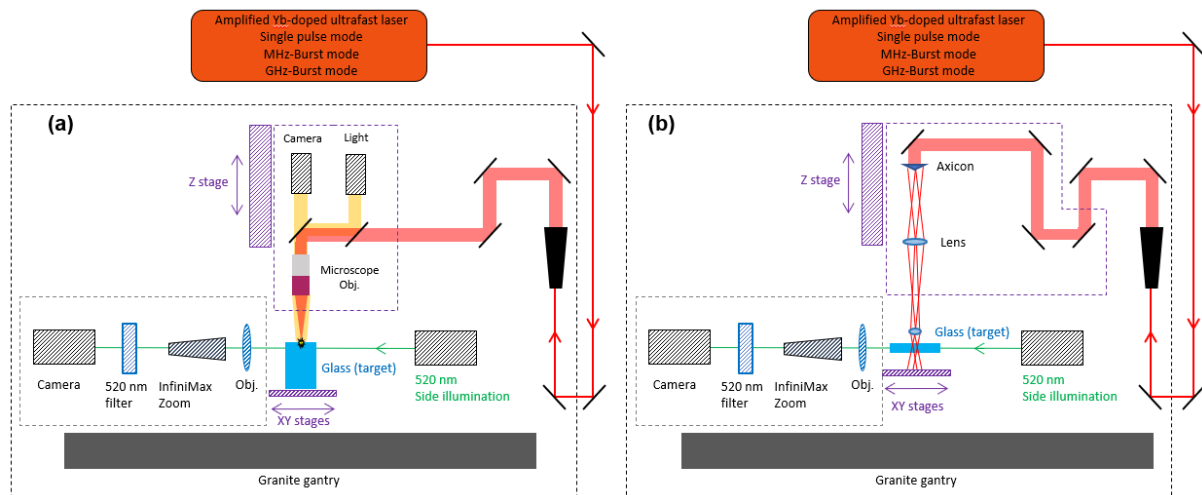 Amplified Yb-doped ultrafast laser
Single pulse mode
MHz-Burst mode
GHz-Burst mode
(a)
Camera
Light
Z stage
Microscope
Obj.
Glass (target)
Camera
520 nm
filter
InfiniMax
Zoom
Obj.
520 nm
Side illumination
XY stages
Granite gantry
Amplified Yb-doped ultrafast laser
Single pulse mode
MHz-Burst mode
GHz-Burst mode
(b)
Z stage
Axicon
Lens
Glass (target)
Camera
520 nm
filter
InfiniMax
Zoom
Obj.
520 nm
Side illumination
XY stages
Granite gantry